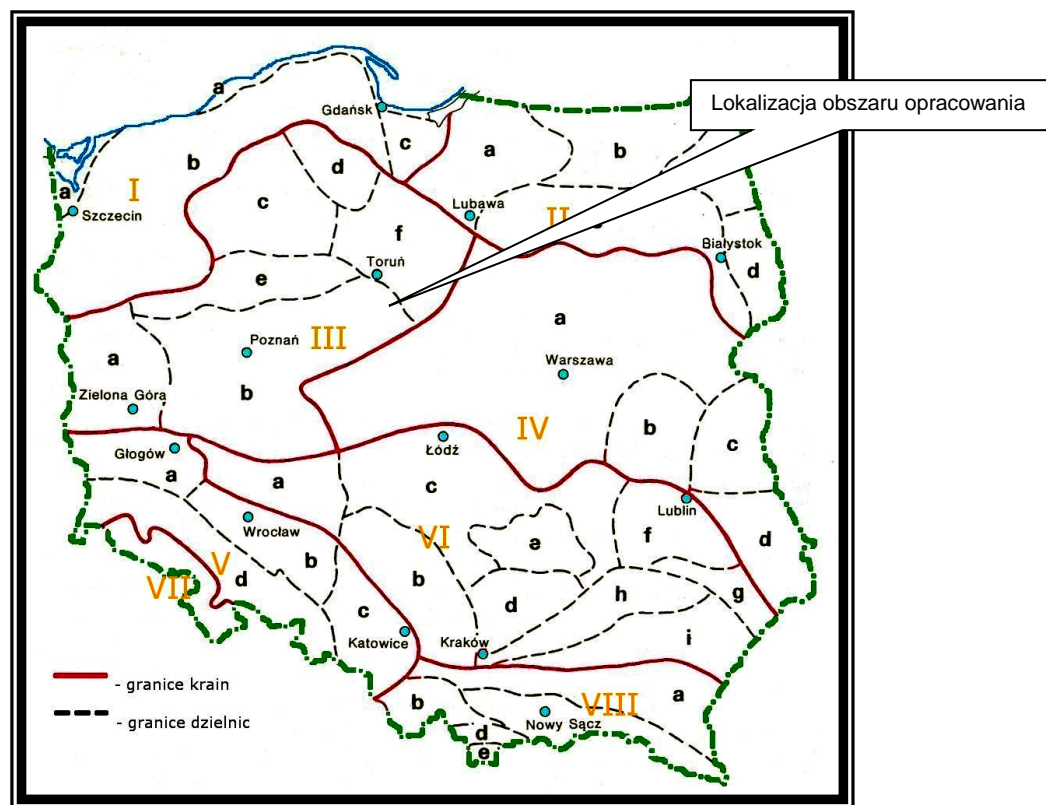 Lokalizacja obszaru opracowania
a
Gdańsk
b
c
a
b
d
I
a
c
Lubawa
Szczecin
f
II
Białystok
Toruń
d
e
a
Poznań
III
a
Warszawa
b
Zielona Góra
IV
b
c
Głogów
Łódź
a
a
c
Lublin
Wrocław
VI
a
f
d
V
b
VII
d
b
d
h
g
c
Katowice
Kraków
i
- granice krain
b
VIII
a
- granice dzielnic
Nowy Sącz
d
e